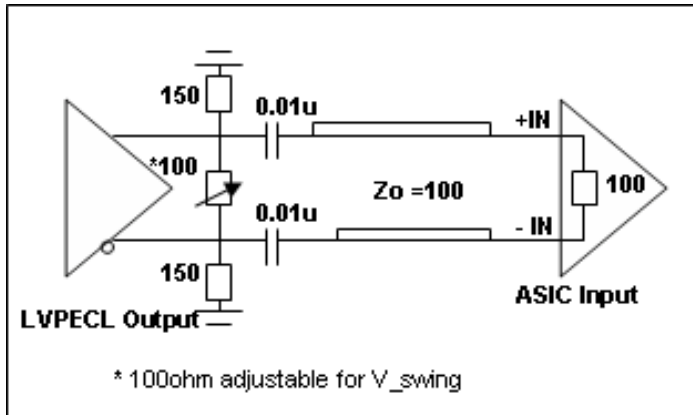 150
0.01u
+IN
*100
Zo =100
100
0.01u
- IN
150
ASIC Input
LVPECL Output
* 100ohm adjustable for V_swing